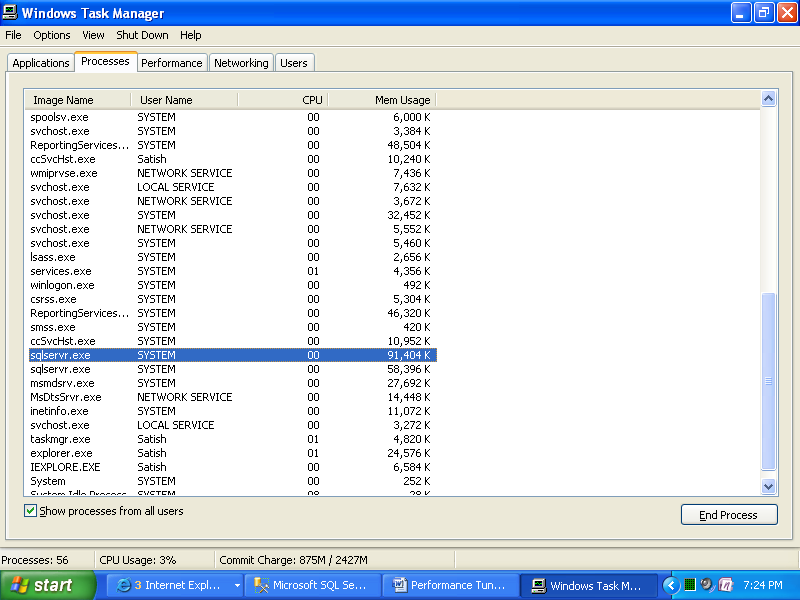 Windows Task Manager
File Options View Shut Down Help
Applications Processes Performance Networking Users
Image Name User Name CPU Mem Usage
spoolsv.exe SYSTEM 00 6,000 K
svchost.exe SYSTEM 00 3,384 K
ReportingServices... SYSTEM 00 48,504 K
ccSvcHst.exe Satish 00 10,240 K
wmiprvse.exe NETWORK SERVICE 00 7,436 K
svchost.exe LOCAL SERVICE 00 7,632 K
svchost.exe NETWORK SERVICE 00 3,672 K
svchost.exe SYSTEM 00 32,452 K
svchost.exe NETWORK SERVICE 00 5,552 K
svchost.exe SYSTEM 00 5,460 K
lsass.exe SYSTEM 00 2,656 K
services.exe SYSTEM 01 4,356 K
winlogon.exe SYSTEM 00 492 K
csrss.exe SYSTEM 00 5,304 K
ReportingServices... SYSTEM 00 46,320 K
smss.exe SYSTEM 00 420 K
ccSvcHst.exe SYSTEM 00 10,952 K
sqlservr.exe SYSTEM 00 91,404 K
sqlservr.exe SYSTEM 00 58,396 K
msmdsrv.exe SYSTEM 00 27,692 K
MsDtsSrvr.exe NETWORK SERVICE 00 14,448 K
inetinfo.exe SYSTEM 00 11,072 K
svchost.exe LOCAL SERVICE 00 3,272 K
taskmgr.exe Satish 01 4,820 K
explorer.exe Satish 01 24,576 K
IEXPLORE.EXE Satish 00 6,584 K
System SYSTEM 00 252 K
System Idle Process SYSTEM 98 28 K
Show processes from all users
End Process
Processes: 56 CPU Usage: 3% Commit Charge: 875M / 2427M
start 3 Internet Expl... Microsoft SQL Se... Performance Tun... Windows Task M... 7:24 PM